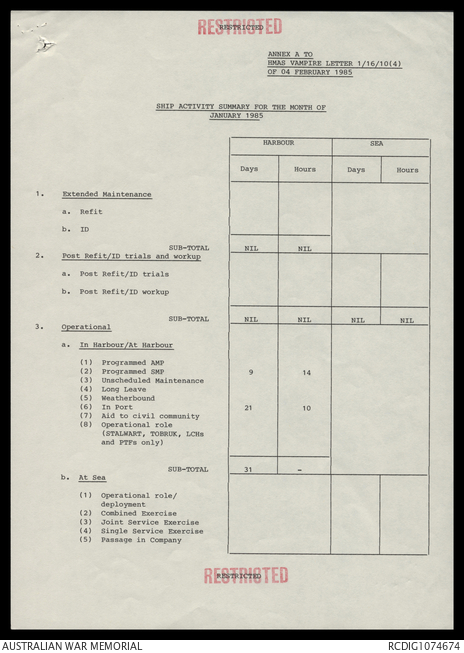 RESTRICTED
RESTRICTED
ANNEX A TO
HMAS VAMPIRE LETTER 1/16/10(4)
OF 04 FEBRUARY 1985
SHIP ACTIVITY SUMMARY FOR THE MONTH OF
JANUARY 1985
HARBOUR SEA
Days Hours Days Hours
1. Extended Maintenance
a. Refit
b. ID
SUB-TOTAL NIL NIL
2. Post Refit/ID trials and workup
a. Post Refit/ID trials
b. Post Refit/ID workup
SUB-TOTAL NIL NIL NIL NIL
3. Operational
a. In Harbour/At Harbour
(1) Programmed AMP
(2) Programmed SMP 9 14
(3) Unscheduled Maintenance
(4) Long Leave
(5) Weatherbound
(6) In Port 21 10
(7) Aid to civil community
(8) Operational role
(STALWART, TOBRUK, LCHs
and PTFs only)
SUB-TOTAL 31 -
b. At Sea
(1) Operational role/
deployment
(2) Combined Exercise
(3) Joint Service Exercise
(4) Single Service Exercise
(5) Passage in Company
RESTRICTED
RESTRICTED
AUSTRALIAN WAR MEMORIAL RCDIG1074674